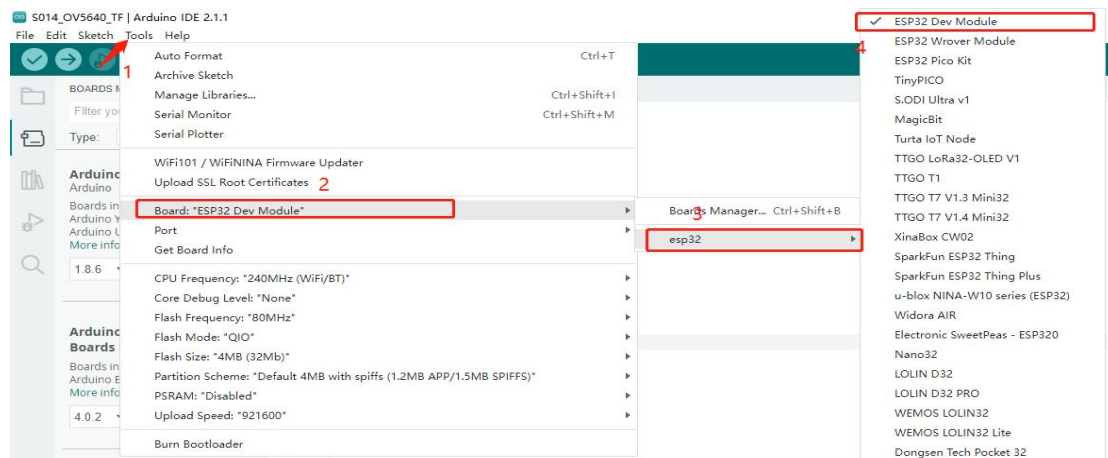 S014_OV5640_TF | Arduino IDE 2.1.1
File Edit Sketch Tools Help
1
BOARDS M
Filter you
Type:
Arduino
Arduino
Boards in
Arduino Y
Arduino U
More info
1.8.6
Arduino
Boards
Boards in
Arduino E
More info
4.0.2
Auto Format Ctrl+T
Archive Sketch
Manage Libraries... Ctrl+Shift+I
Serial Monitor Ctrl+Shift+M
Serial Plotter
WiFi101 / WiFiNINA Firmware Updater
Upload SSL Root Certificates
2
Board: "ESP32 Dev Module"
Port
Get Board Info
CPU Frequency: "240MHz (WiFi/BT)"
Core Debug Level: "None"
Flash Frequency: "80MHz"
Flash Mode: "QIO"
Flash Size: "4MB (32Mb)"
Partition Scheme: "Default 4MB with spiffs (1.2MB APP/1.5MB SPIFFS)"
PSRAM: "Disabled"
Upload Speed: "921600"
Burn Bootloader
Boards Manager... Ctrl+Shift+B
3
esp32
4
ESP32 Dev Module
ESP32 Wrover Module
ESP32 Pico Kit
TinyPICO
S.ODI Ultra v1
MagicBit
Turta IoT Node
TTGO LoRa32-OLED V1
TTGO T1
TTGO T7 V1.3 Mini32
TTGO T7 V1.4 Mini32
XinaBox CW02
SparkFun ESP32 Thing
SparkFun ESP32 Thing Plus
u-blox NINA-W10 series (ESP32)
Widora AIR
Electronic SweetPeas - ESP320
Nano32
LOLIN D32
LOLIN D32 PRO
WEMOS LOLIN32
WEMOS LOLIN32 Lite
Dongsen Tech Pocket 32